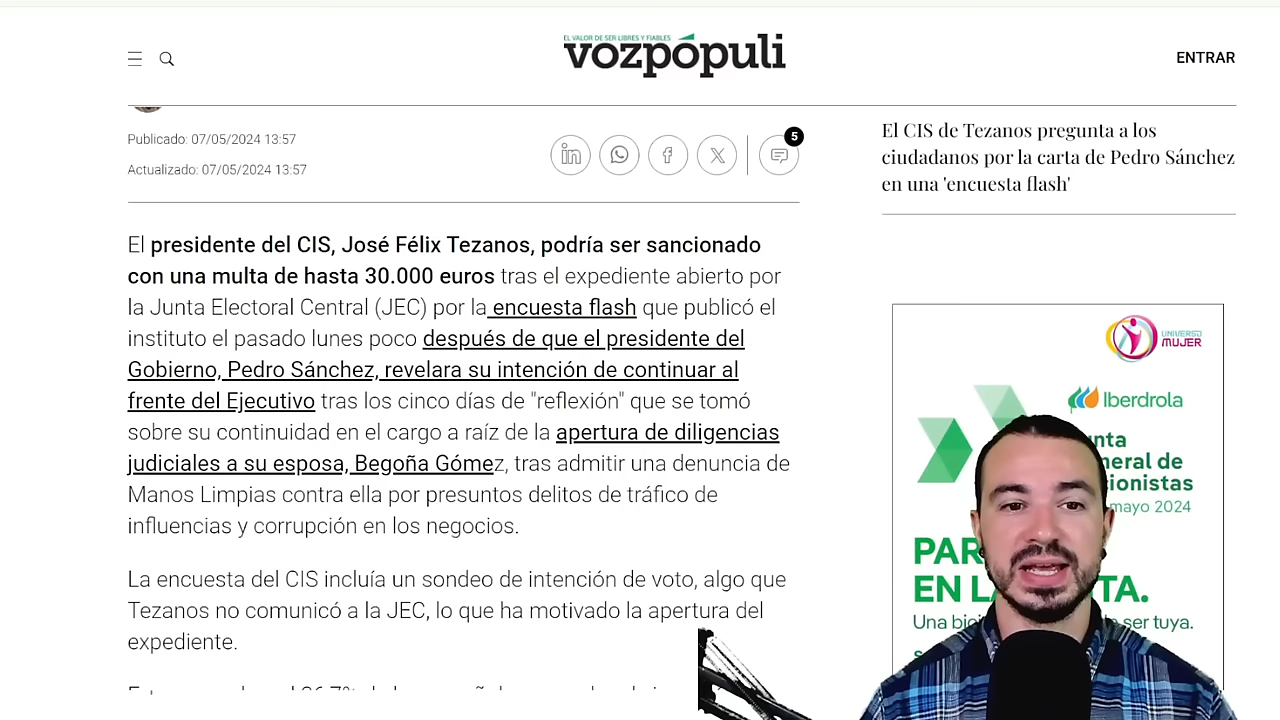 EL VALOR DE SER LIBRES Y FIABLES
vozpópuli
ENTRAR
Publicado: 07/05/2024 13:57
Actualizado: 07/05/2024 13:57
in
f
X
5
El presidente del CIS, José Félix Tezanos, podría ser sancionado
con una multa de hasta 30.000 euros tras el expediente abierto por
la Junta Electoral Central (JEC) por la encuesta flash que publicó el
instituto el pasado lunes poco después de que el presidente del
Gobierno, Pedro Sánchez, revelara su intención de continuar al
frente del Ejecutivo tras los cinco días de "reflexión" que se tomó
sobre su continuidad en el cargo a raíz de la apertura de diligencias
judiciales a su esposa, Begoña Gómez, tras admitir una denuncia de
Manos Limpias contra ella por presuntos delitos de tráfico de
influencias y corrupción en los negocios.
La encuesta del CIS incluía un sondeo de intención de voto, algo que
Tezanos no comunicó a la JEC, lo que ha motivado la apertura del
expediente.
El CIS de Tezanos pregunta a los
ciudadanos por la carta de Pedro Sánchez
en una 'encuesta flash'
UNIVERSO
MUJER
Iberdrola
nta
neral de
cionistas
mayo 2024
PAR
EN L TA.
Una bici ser tuya.